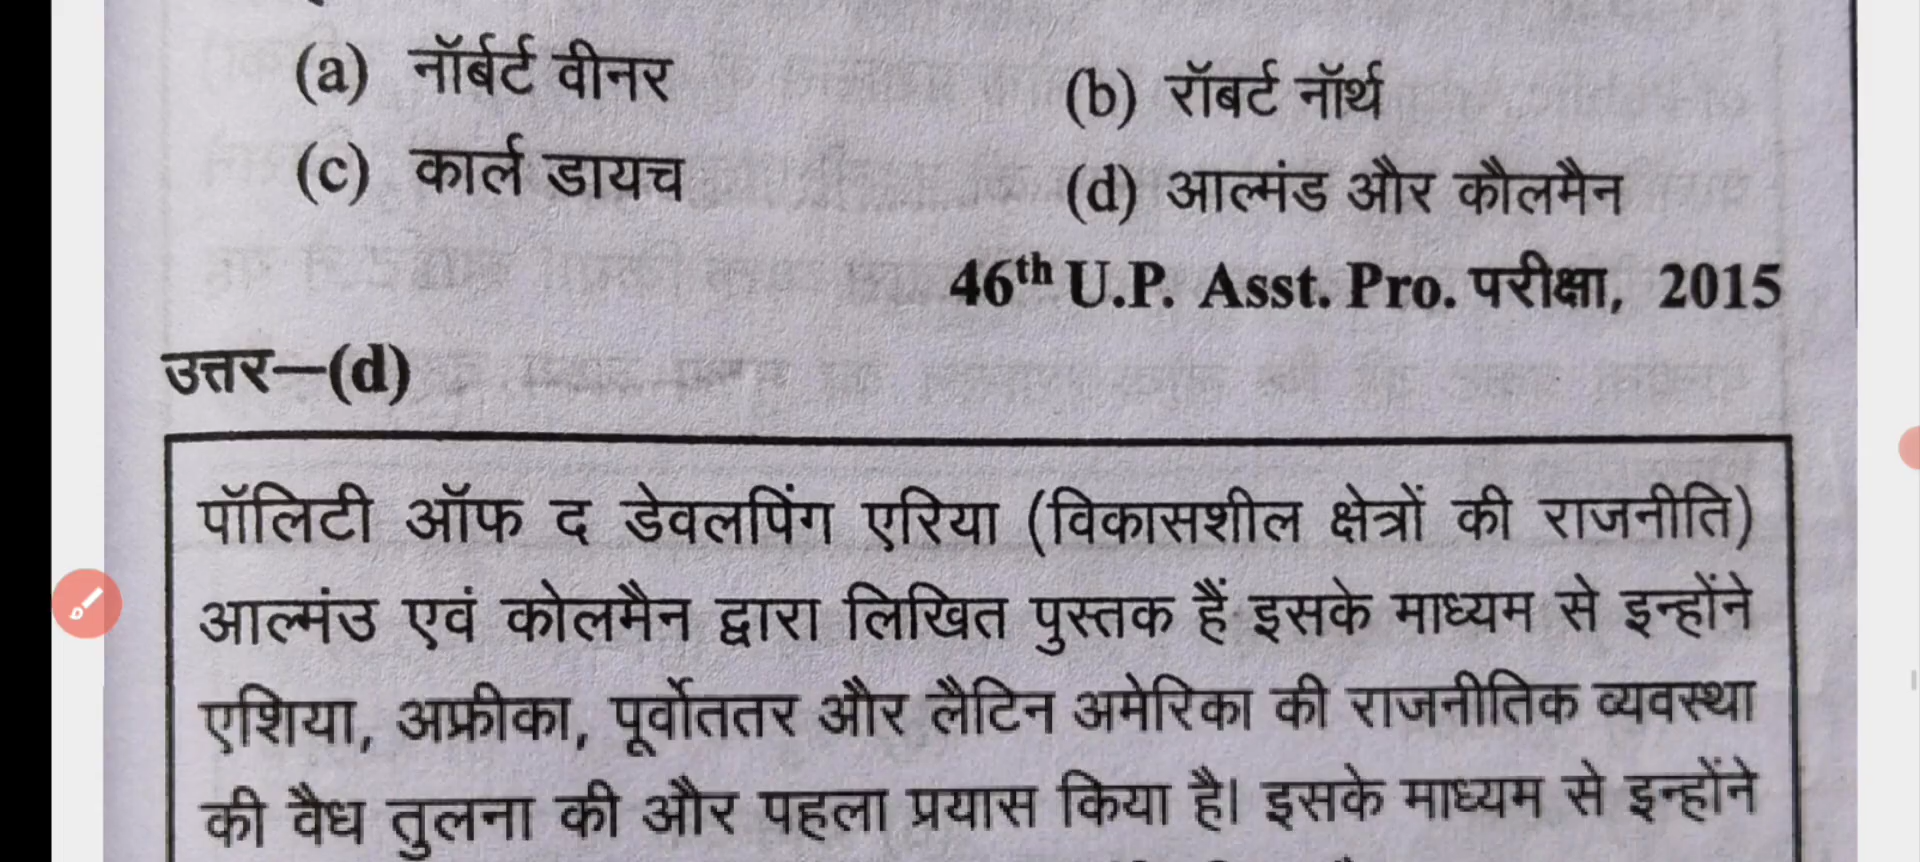 (a) नॉर्बर्ट वीनर (b) रॉबर्ट नॉर्थ
(c) कार्ल डायच (d) आल्मंड और कौलमैन
46th U.P. Asst. Pro. परीक्षा, 2015
उत्तर—(d)
पॉलिटी ऑफ द डेवलपिंग एरिया (विकासशील क्षेत्रों की राजनीति)
आल्मंउ एवं कोलमैन द्वारा लिखित पुस्तक हैं इसके माध्यम से इन्होंने
एशिया, अफ्रीका, पूर्वोततर और लैटिन अमेरिका की राजनीतिक व्यवस्था
की वैध तुलना की और पहला प्रयास किया है। इसके माध्यम से इन्होंने